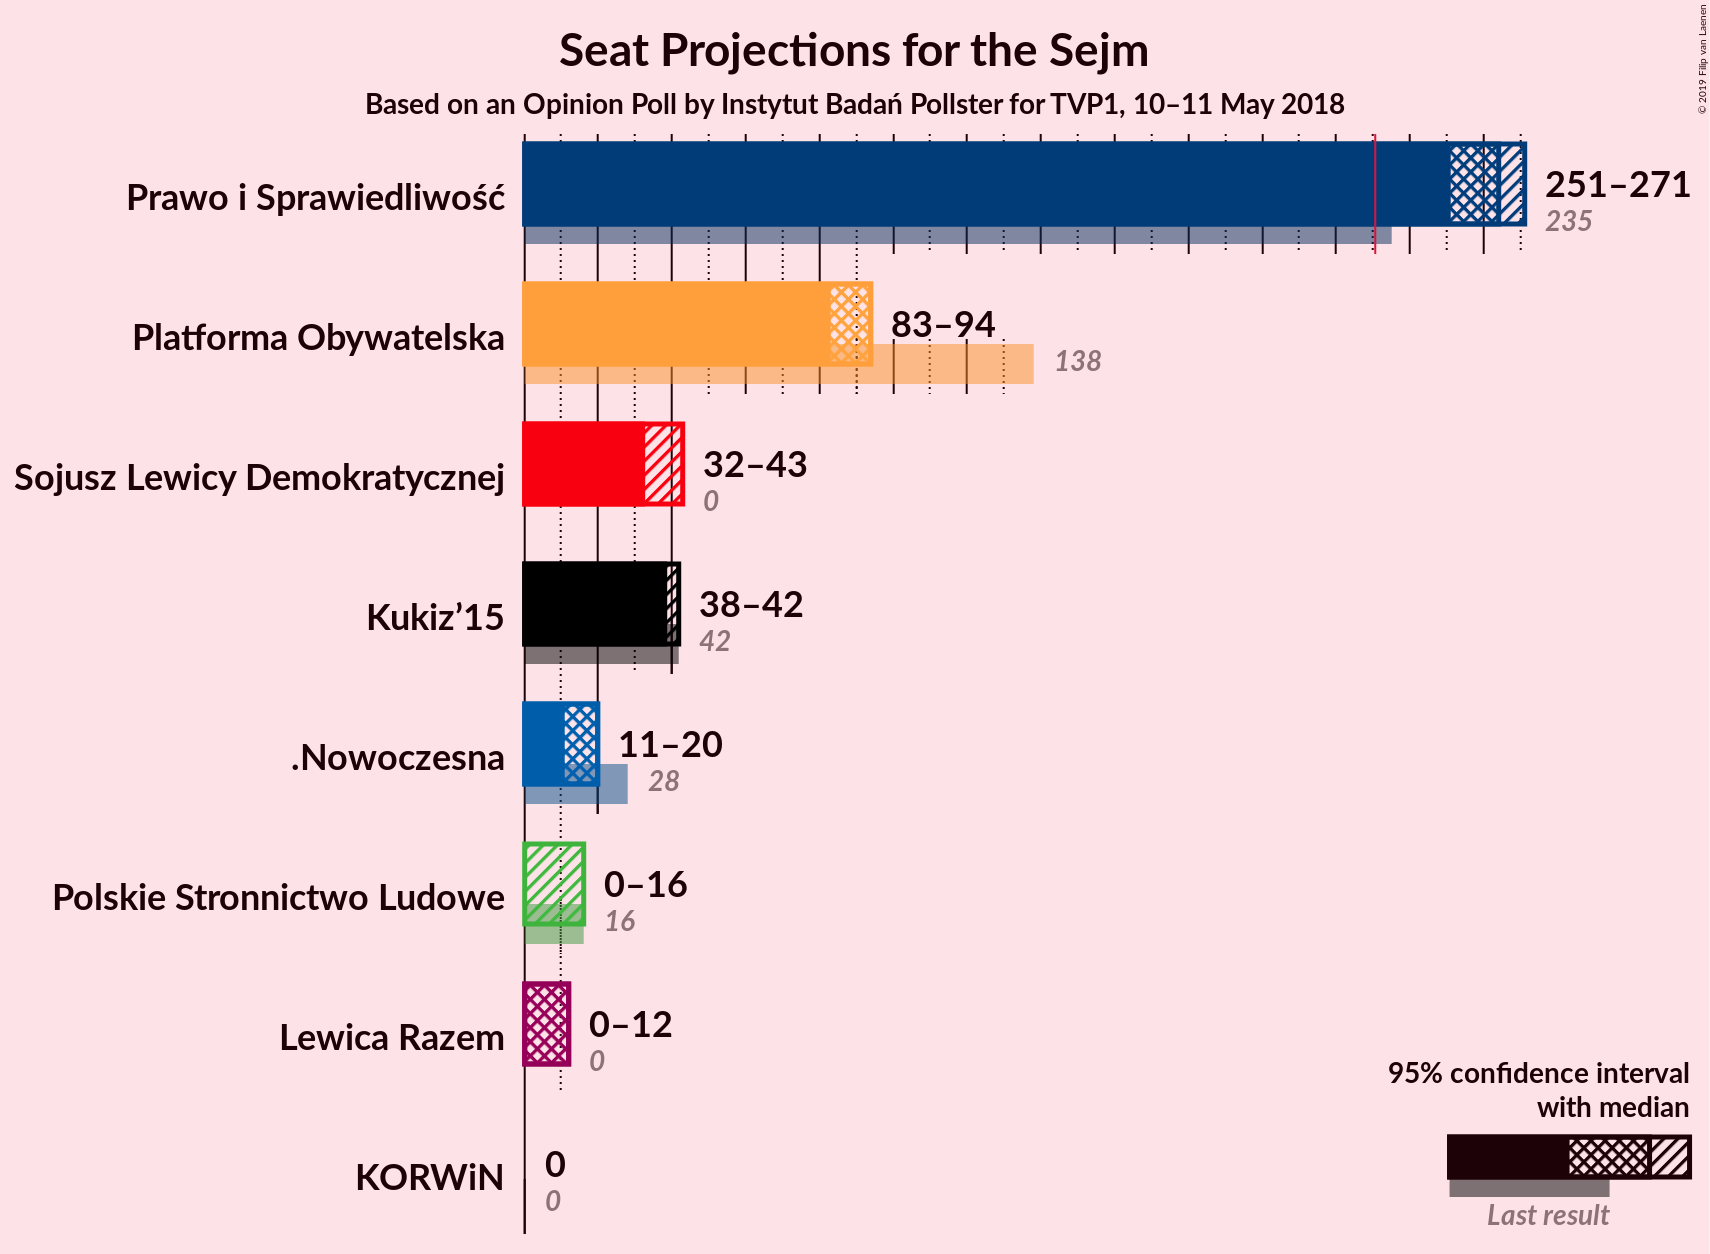 Seat Projections for the Sejm
Based on an Opinion Poll by Instytut Badań Pollster for TVP1, 10–11 May 2018
© 2019 Filip van Laenen
Prawo i Sprawiedliwość
251–271
235
Platforma Obywatelska
83–94
138
Sojusz Lewicy Demokratycznej
32–43
0
Kukiz’15
38–42
42
.Nowoczesna
11–20
28
Polskie Stronnictwo Ludowe
0–16
16
Lewica Razem
0–12
0
KORWiN
0
0
95% confidence interval
with median
Last result